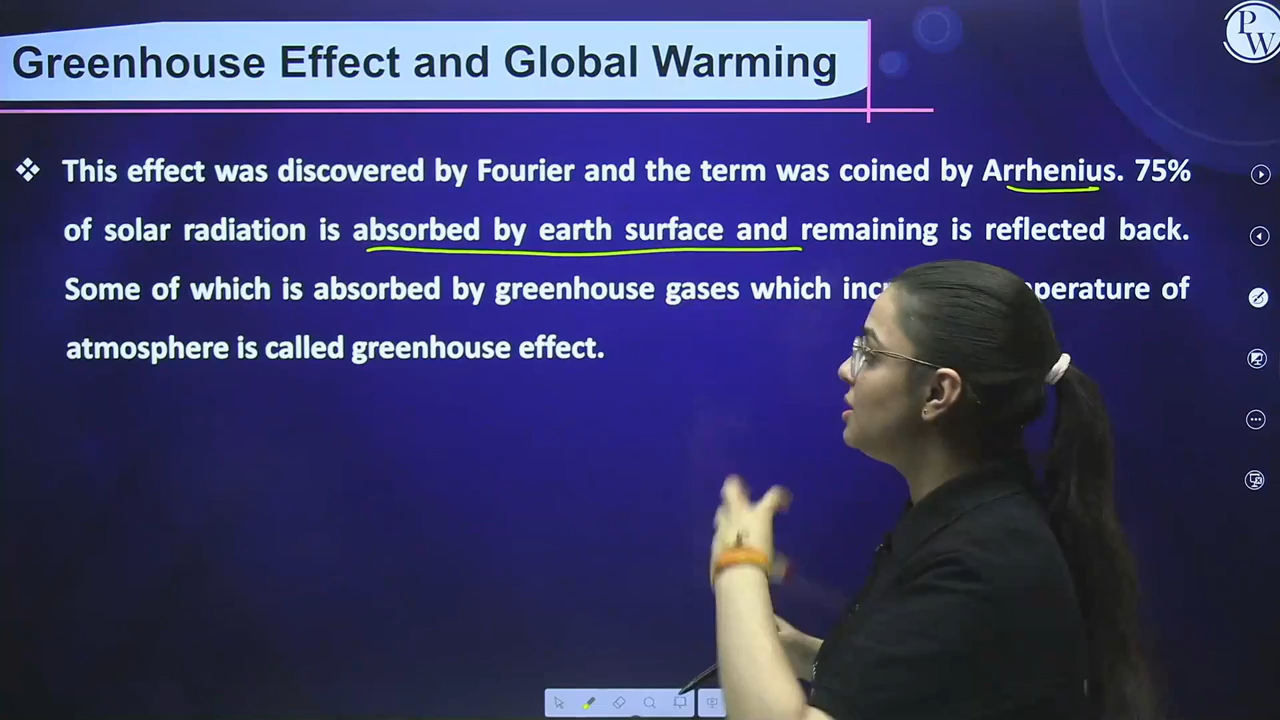 Greenhouse Effect and Global Warming
PW
❖ This effect was discovered by Fourier and the term was coined by Arrhenius. 75%
of solar radiation is absorbed by earth surface and remaining is reflected back.
Some of which is absorbed by greenhouse gases which of
atmosphere is called greenhouse effect.